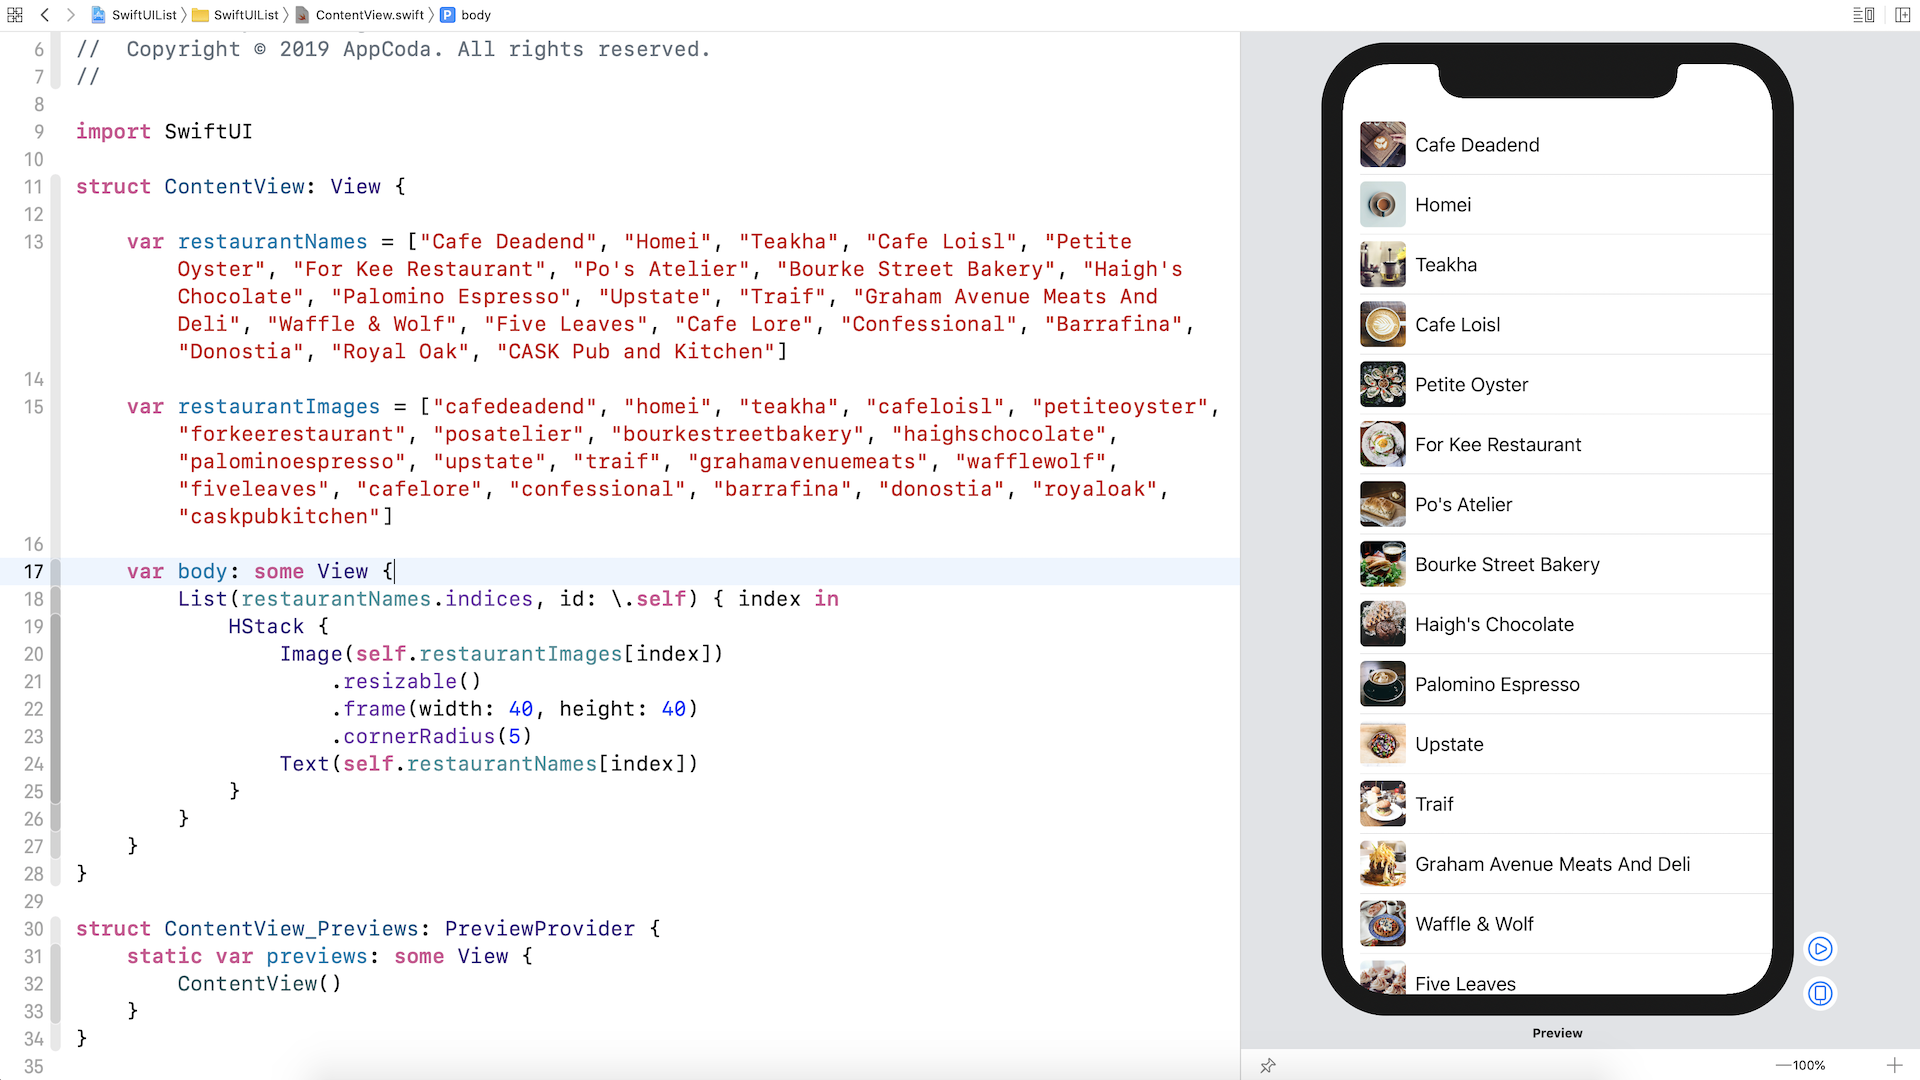 SwiftUIList SwiftUIList ContentView.swift P body
6 // Copyright © 2019 AppCoda. All rights reserved.
7 //
8
9 import SwiftUI
10
11 struct ContentView: View {
12
13 var restaurantNames = ["Cafe Deadend", "Homei", "Teakha", "Cafe Loisl", "Petite
Oyster", "For Kee Restaurant", "Po's Atelier", "Bourke Street Bakery", "Haigh's
Chocolate", "Palomino Espresso", "Upstate", "Traif", "Graham Avenue Meats And
Deli", "Waffle & Wolf", "Five Leaves", "Cafe Lore", "Confessional", "Barrafina",
"Donostia", "Royal Oak", "CASK Pub and Kitchen"]
14
15 var restaurantImages = ["cafedeadend", "homei", "teakha", "cafeloisl", "petiteoyster",
"forkeerestaurant", "posatelier", "bourkestreetbakery", "haighschocolate",
"palominoespresso", "upstate", "traif", "grahamavenuemeats", "wafflewolf",
"fiveleaves", "cafelore", "confessional", "barrafina", "donostia", "royaloak",
"caskpubkitchen"]
16
17 var body: some View {
18 List(restaurantNames.indices, id: \.self) { index in
19 HStack {
20 Image(self.restaurantImages[index])
21 .resizable()
22 .frame(width: 40, height: 40)
23 .cornerRadius(5)
24 Text(self.restaurantNames[index])
25 }
26 }
27 }
28 }
29
30 struct ContentView_Previews: PreviewProvider {
31 static var previews: some View {
32 ContentView()
33 }
34 }
35
Cafe Deadend
Homei
Teakha
Cafe Loisl
Petite Oyster
For Kee Restaurant
Po's Atelier
Bourke Street Bakery
Haigh's Chocolate
Palomino Espresso
Upstate
Traif
Graham Avenue Meats And Deli
Waffle & Wolf
Five Leaves
Preview
100%